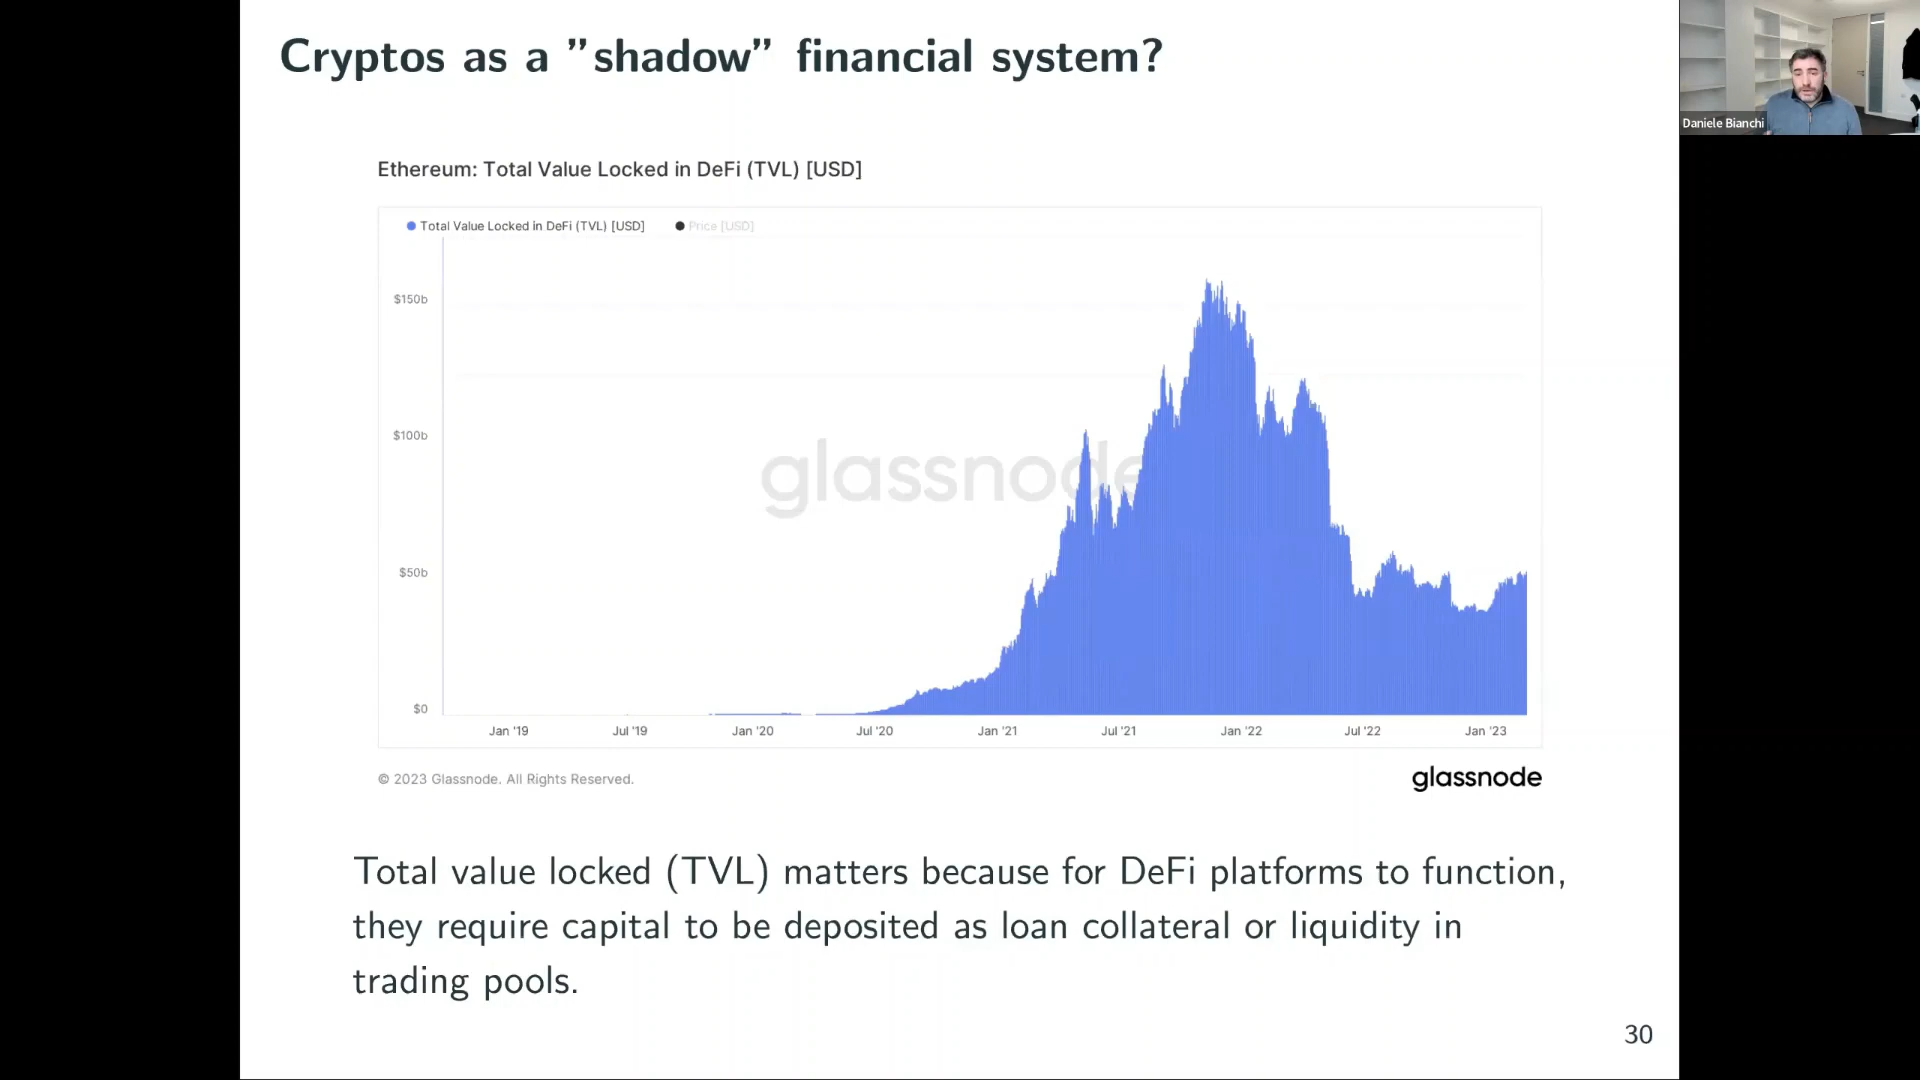 Cryptos as a ”shadow” financial system?
Daniele Bianchi
Ethereum: Total Value Locked in DeFi (TVL) [USD]
Total Value Locked in DeFi (TVL) [USD] Price [USD]
$150b
$100b
$50b
$0
glassnode
Jan '19 Jul '19 Jan '20 Jul '20 Jan '21 Jul '21 Jan '22 Jul '22 Jan '23
© 2023 Glassnode. All Rights Reserved.
glassnode
Total value locked (TVL) matters because for DeFi platforms to function,
they require capital to be deposited as loan collateral or liquidity in
trading pools.
30